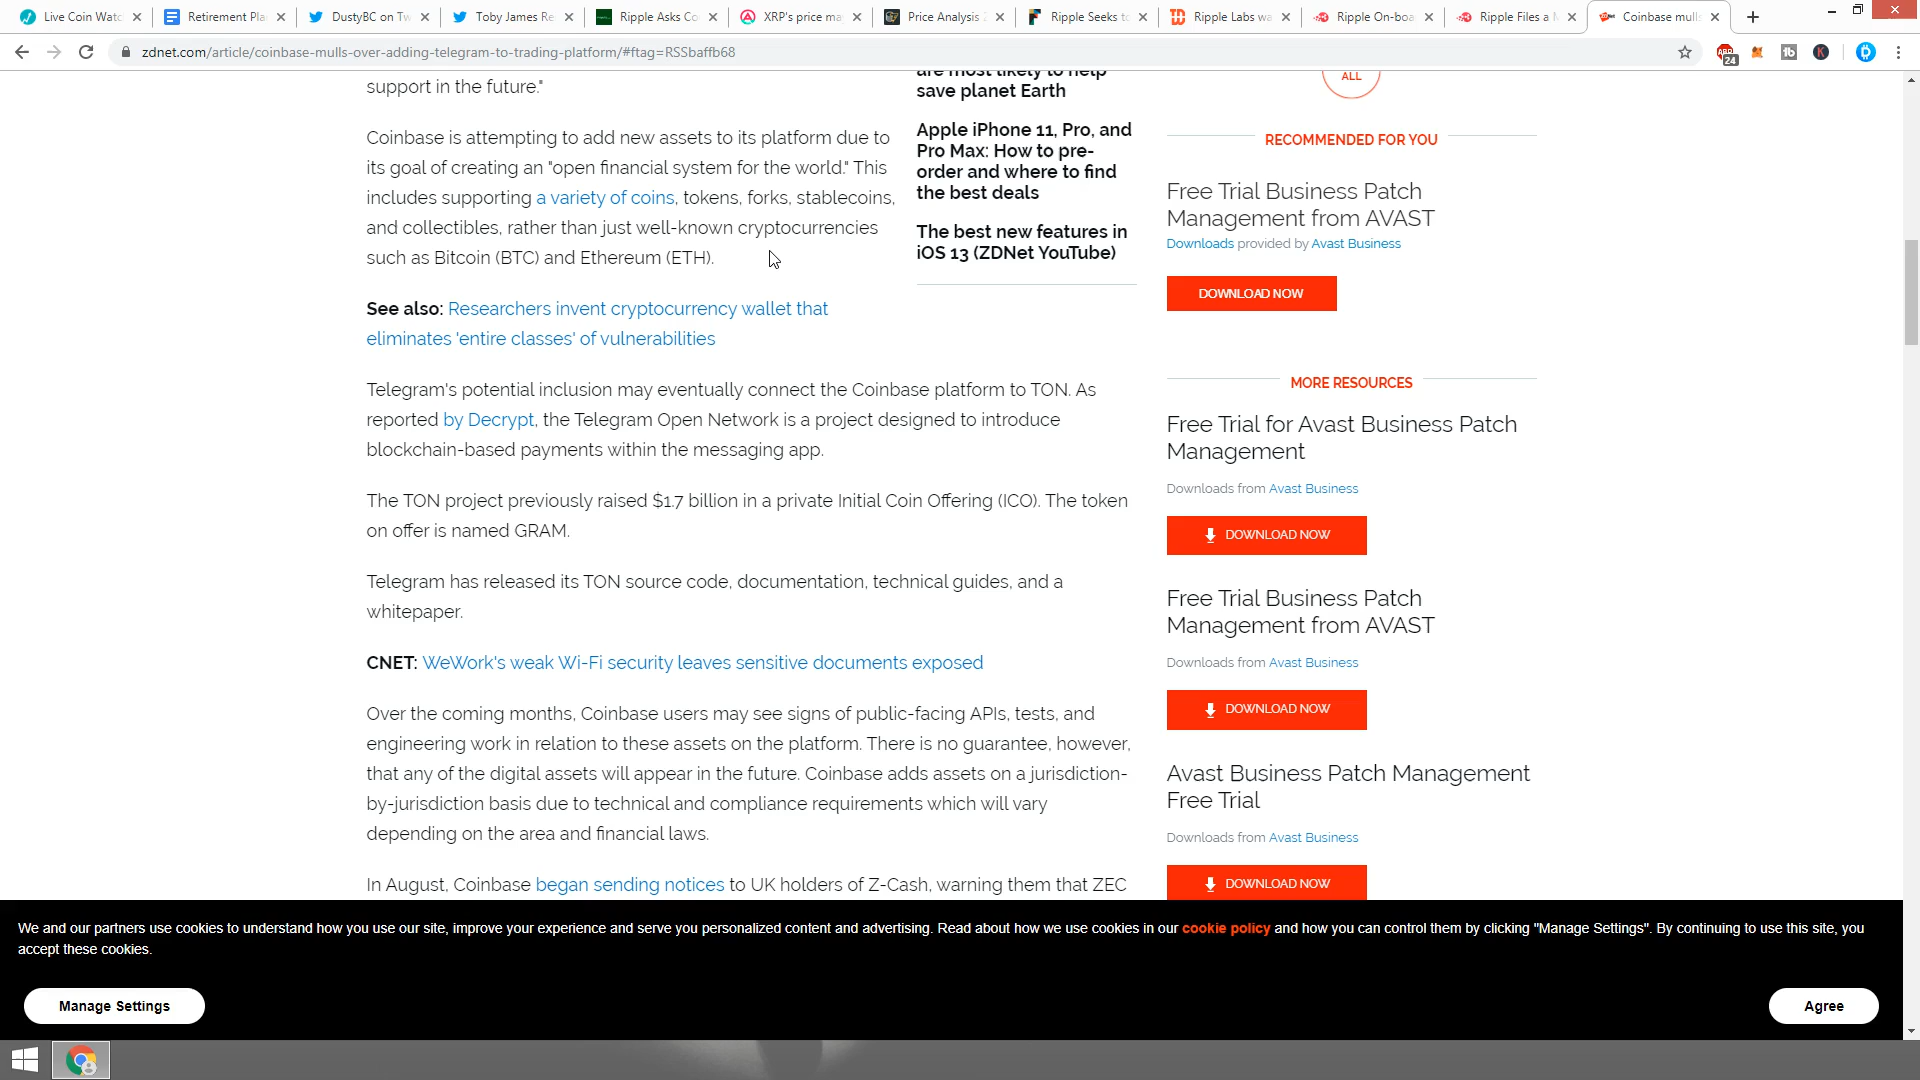 Live Coin Watc
Retirement Pla
DustyBC on Tw
Toby James Re
Ripple Asks Co
XRP's price ma
Price Analysis 2
Ripple Seeks to
Ripple Labs wa
Ripple On-boa
Ripple Files a M
Coinbase mulls
zdnet.com/article/coinbase-mulls-over-adding-telegram-to-trading-platform/#ftag=RSSbaffb68
24
support in the future."
Coinbase is attempting to add new assets to its platform due to
its goal of creating an "open financial system for the world." This
includes supporting a variety of coins, tokens, forks, stablecoins,
and collectibles, rather than just well-known cryptocurrencies
such as Bitcoin (BTC) and Ethereum (ETH).
See also: Researchers invent cryptocurrency wallet that
eliminates 'entire classes' of vulnerabilities
Telegram's potential inclusion may eventually connect the Coinbase platform to TON. As
reported by Decrypt, the Telegram Open Network is a project designed to introduce
blockchain-based payments within the messaging app.
The TON project previously raised $1.7 billion in a private Initial Coin Offering (ICO). The token
on offer is named GRAM.
Telegram has released its TON source code, documentation, technical guides, and a
whitepaper.
CNET: WeWork's weak Wi-Fi security leaves sensitive documents exposed
Over the coming months, Coinbase users may see signs of public-facing APIs, tests, and
engineering work in relation to these assets on the platform. There is no guarantee, however,
that any of the digital assets will appear in the future. Coinbase adds assets on a jurisdiction-
by-jurisdiction basis due to technical and compliance requirements which will vary
depending on the area and financial laws.
In August, Coinbase began sending notices to UK holders of Z-Cash, warning them that ZEC
are most likely to help
save planet Earth
Apple iPhone 11, Pro, and
Pro Max: How to pre-
order and where to find
the best deals
The best new features in
iOS 13 (ZDNet YouTube)
ALL
RECOMMENDED FOR YOU
Free Trial Business Patch
Management from AVAST
Downloads provided by Avast Business
DOWNLOAD NOW
MORE RESOURCES
Free Trial for Avast Business Patch
Management
Downloads from Avast Business
DOWNLOAD NOW
Free Trial Business Patch
Management from AVAST
Downloads from Avast Business
DOWNLOAD NOW
Avast Business Patch Management
Free Trial
Downloads from Avast Business
DOWNLOAD NOW
We and our partners use cookies to understand how you use our site, improve your experience and serve you personalized content and advertising. Read about how we use cookies in our cookie policy and how you can control them by clicking "Manage Settings". By continuing to use this site, you
accept these cookies.
Manage Settings
Agree